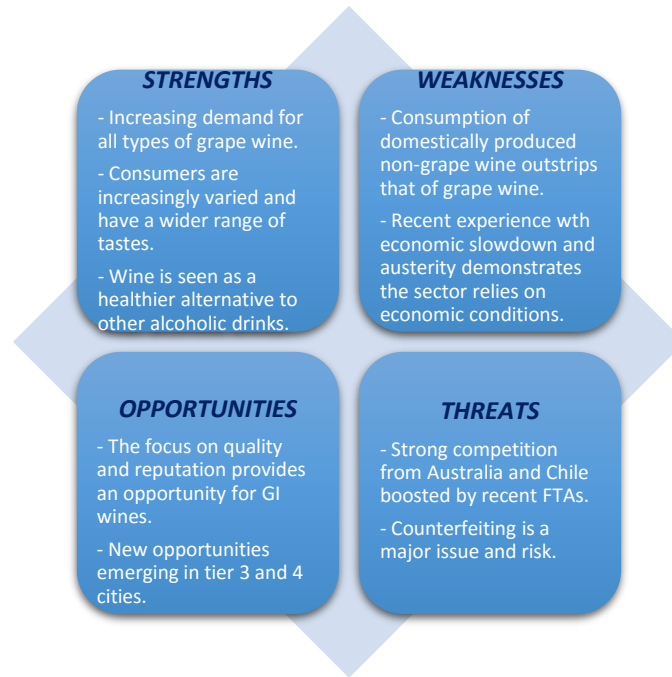 STRENGTHS
- Increasing demand for
all types of grape wine.
- Consumers are
increasingly varied and
have a wider range of
tastes.
- Wine is seen as a
healthier alternative to
other alcoholic drinks.
WEAKNESSES
- Consumption of
domestically produced
non-grape wine outstrips
that of grape wine.
- Recent experience wth
economic slowdown and
austerity demonstrates
the sector relies on
economic conditions.
OPPORTUNITIES
- The focus on quality
and reputation provides
an opportunity for GI
wines.
- New opportunities
emerging in tier 3 and 4
cities.
THREATS
- Strong competition
from Australia and Chile
boosted by recent FTAs.
- Counterfeiting is a
major issue and risk.